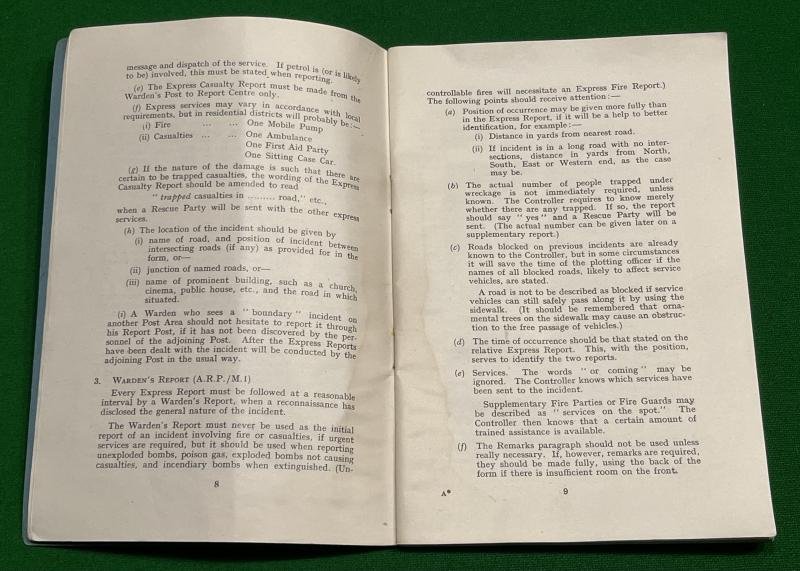 message and dispatch of the service. If petrol is (or is likely
to be) involved, this must be stated when reporting.
(e) The Express Casualty Report must be made from the
Warden's Post to Report Centre only.
(f) Express services may vary in accordance with local
requirements, but in residential districts will probably be:—
(i) Fire ... ... One Mobile Pump
(ii) Casualties ... ... One Ambulance
One First Aid Party
One Sitting Case Car.
(g) If the nature of the damage is such that there are
certain to be trapped casualties, the wording of the Express
Casualty Report should be amended to read
" trapped casualties in ......... road," etc.,
when a Rescue Party will be sent with the other express
services.
(h) The location of the incident should be given by
(i) name of road, and position of incident between
intersecting roads (if any) as provided for in the
form, or—
(ii) junction of named roads, or—
(iii) name of prominent building, such as a church,
cinema, public house, etc., and the road in which
situated.
(i) A Warden who sees a " boundary " incident on
another Post Area should not hesitate to report it through
his Report Post, if it has not been discovered by the per-
sonnel of the adjoining Post. After the Express Reports
have been dealt with the incident will be conducted by the
adjoining Post in the usual way.
3. WARDEN'S REPORT (A.R.P./M.1)
Every Express Report must be followed at a reasonable
interval by a Warden's Report, when a reconnaissance has
disclosed the general nature of the incident.
The Warden's Report must never be used as the initial
report of an incident involving fire or casualties, if urgent
services are required, but it should be used when reporting
unexploded bombs, poison gas, exploded bombs not causing
casualties, and incendiary bombs when extinguished. (Un-
8
controllable fires will necessitate an Express Fire Report.)
The following points should receive attention:—
(a) Position of occurrence may be given more fully than
in the Express Report, if it will be a help to better
identification, for example:—
(i) Distance in yards from nearest road.
(ii) If incident is in a long road with no inter-
sections, distance in yards from North,
South, East or Western end, as the case
may be.
(b) The actual number of people trapped under
wreckage is not immediately required, unless
known. The Controller requires to know merely
whether there are any trapped. If so, the report
should say " yes " and a Rescue Party will be
sent. (The actual number can be given later on a
supplementary report.)
(c) Roads blocked on previous incidents are already
known to the Controller, but in some circumstances
it will save the time of the plotting officer if the
names of all blocked roads, likely to affect service
vehicles, are stated.
A road is not to be described as blocked if service
vehicles can still safely pass along it by using the
sidewalk. (It should be remembered that orna-
mental trees on the sidewalk may cause an obstruc-
tion to the free passage of vehicles.)
(d) The time of occurrence should be that stated on the
relative Express Report. This, with the position,
serves to identify the two reports.
(e) Services. The words " or coming " may be
ignored. The Controller knows which services have
been sent to the incident.
Supplementary Fire Parties or Fire Guards may
be described as " services on the spot." The
Controller then knows that a certain amount of
trained assistance is available.
(f) The Remarks paragraph should not be used unless
really necessary. If, however, remarks are required,
they should be made fully, using the back of the
form if there is insufficient room on the front.
A* 9